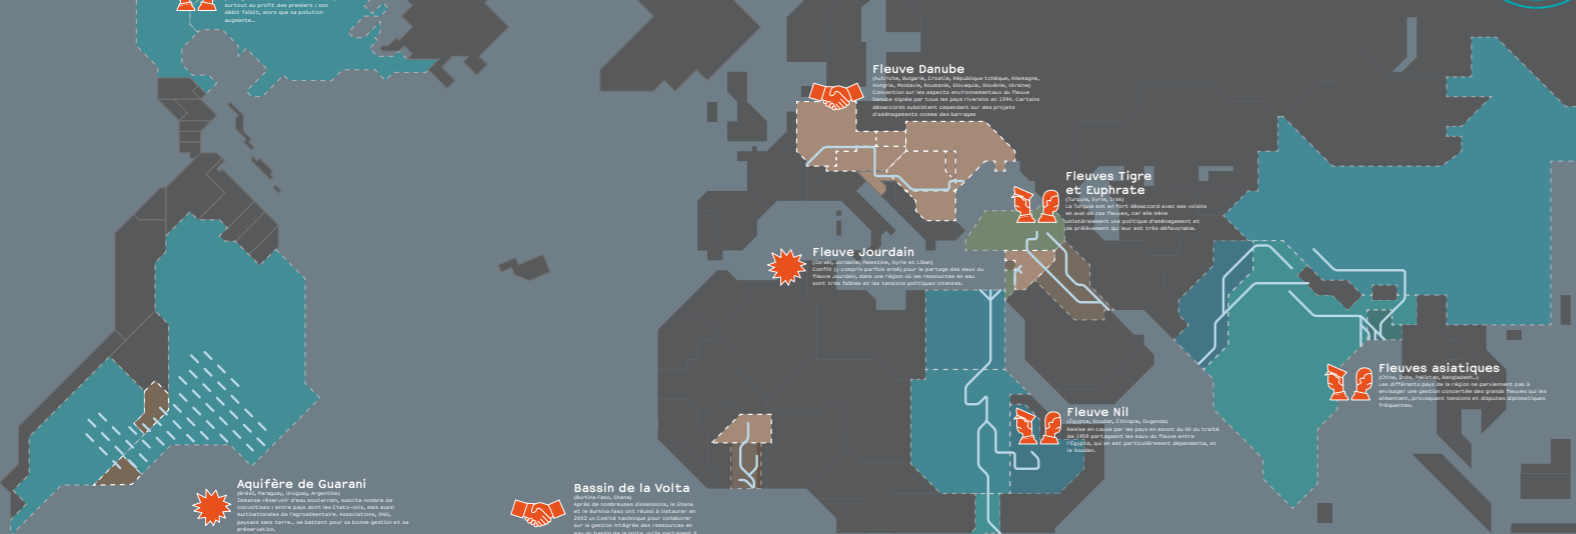 surtout au profit des premiers : son
débit faiblit, alors que sa pollution
augmente...
Fleuve Danube
(Autriche, Bulgarie, Croatie, République tchèque, Allemagne,
Hongrie, Moldavie, Roumanie, Slovaquie, Slovénie, Ukraine)
Convention sur les aspects environnementaux du fleuve
Danube signée par tous les pays riverains en 1994. Certains
désaccords subsistent cependant sur des projets
d'aménagements comme des barrages
Fleuves Tigre
et Euphrate
(Turquie, Syrie, Irak)
La Turquie est en fort désaccord avec ses voisins
en aval de ces fleuves, car elle mène
unilatéralement une politique d'aménagement et
de prélèvement qui leur est très défavorable.
Fleuve Jourdain
(Israël, Jordanie, Palestine, Syrie et Liban)
Conflit (y compris parfois armé) pour le partage des eaux du
fleuve Jourdain, dans une région où les ressources en eau
sont très faibles et les tensions politiques intenses.
Fleuves asiatiques
(Chine, Inde, Pakistan, Bangladesh…)
Les différents pays de la région ne parviennent pas à
envisager une gestion concertée des grands fleuves qui les
alimentent, provoquant tensions et disputes diplomatiques
fréquentes.
Fleuve Nil
(Égypte, Soudan, Éthiopie, Ouganda)
Remise en cause par les pays en amont du Nil du traité
de 1959 partageant les eaux du fleuve entre
l'Égypte, qui en est particulièrement dépendante, et
le Soudan.
Aquifère de Guarani
(Brésil, Paraguay, Uruguay, Argentine)
Immense réservoir d'eau souterrain, suscite nombre de
convoitises : entre pays dont les Etats-Unis, mais aussi
multinationales de l'agroalimentaire. Associations, ONG,
paysans sans terre… se battent pour sa bonne gestion et sa
préservation.
Bassin de la Volta
(Burkina Faso, Ghana)
Après de nombreuses dissensions, le Ghana
et le Burkina Faso ont réussi à instaurer en
2002 un Comité technique pour collaborer
sur la gestion intégrée des ressources en